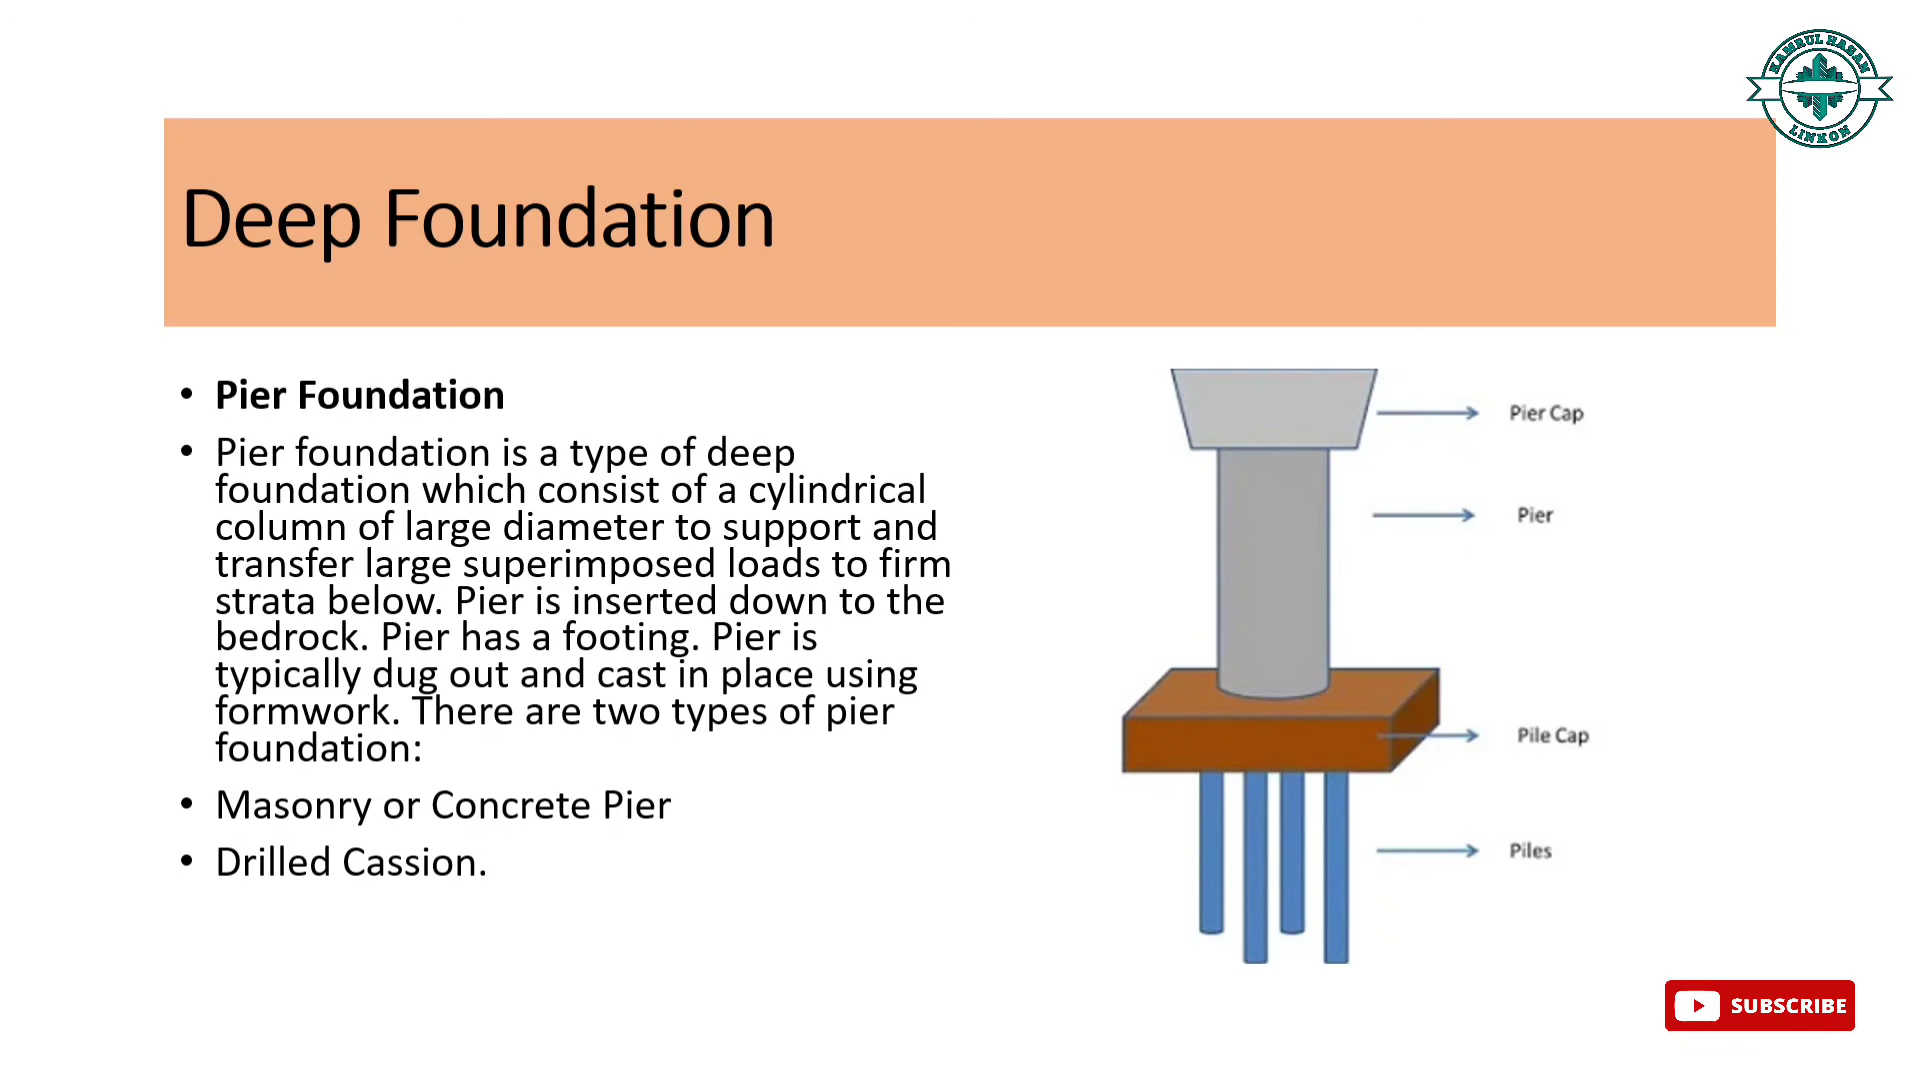 KAMRUL HASAN
LINKON
Deep Foundation
• Pier Foundation
• Pier foundation is a type of deep
foundation which consist of a cylindrical
column of large diameter to support and
transfer large superimposed loads to firm
strata below. Pier is inserted down to the
bedrock. Pier has a footing. Pier is
typically dug out and cast in place using
formwork. There are two types of pier
foundation:
• Masonry or Concrete Pier
• Drilled Cassion.
Pier Cap
Pier
Pile Cap
Piles
SUBSCRIBE